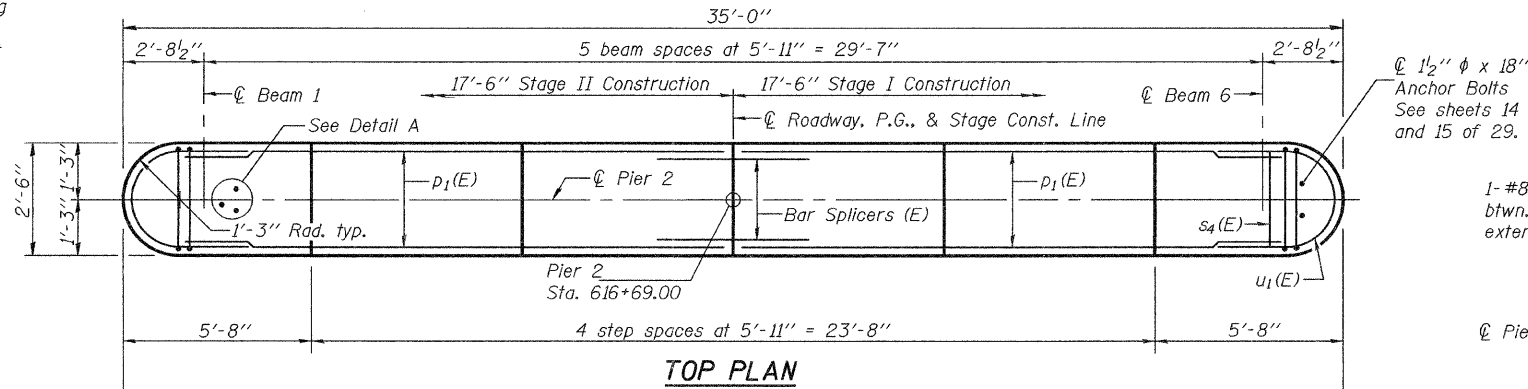 g
35'-0"
2'-8½"
5 beam spaces at 5'-11" = 29'-7"
2'-8½"
17'-6" Stage II Construction
17'-6" Stage I Construction
℄ Beam 1
℄ Beam 6
See Detail A
℄ Roadway, P.G., & Stage Const. Line
℄ 1½" φ x 18"
Anchor Bolts
See sheets 14
and 15 of 29.
2'-6"
1'-3"
1'-3"
p₁(E)
℄ Pier 2
p₁(E)
1'-3" Rad. typ.
Bar Splicers (E)
s₄(E)
1-#8
btwn.
exter
Pier 2
Sta. 616+69.00
u₁(E)
5'-8"
4 step spaces at 5'-11" = 23'-8"
5'-8"
℄ Pie
TOP PLAN